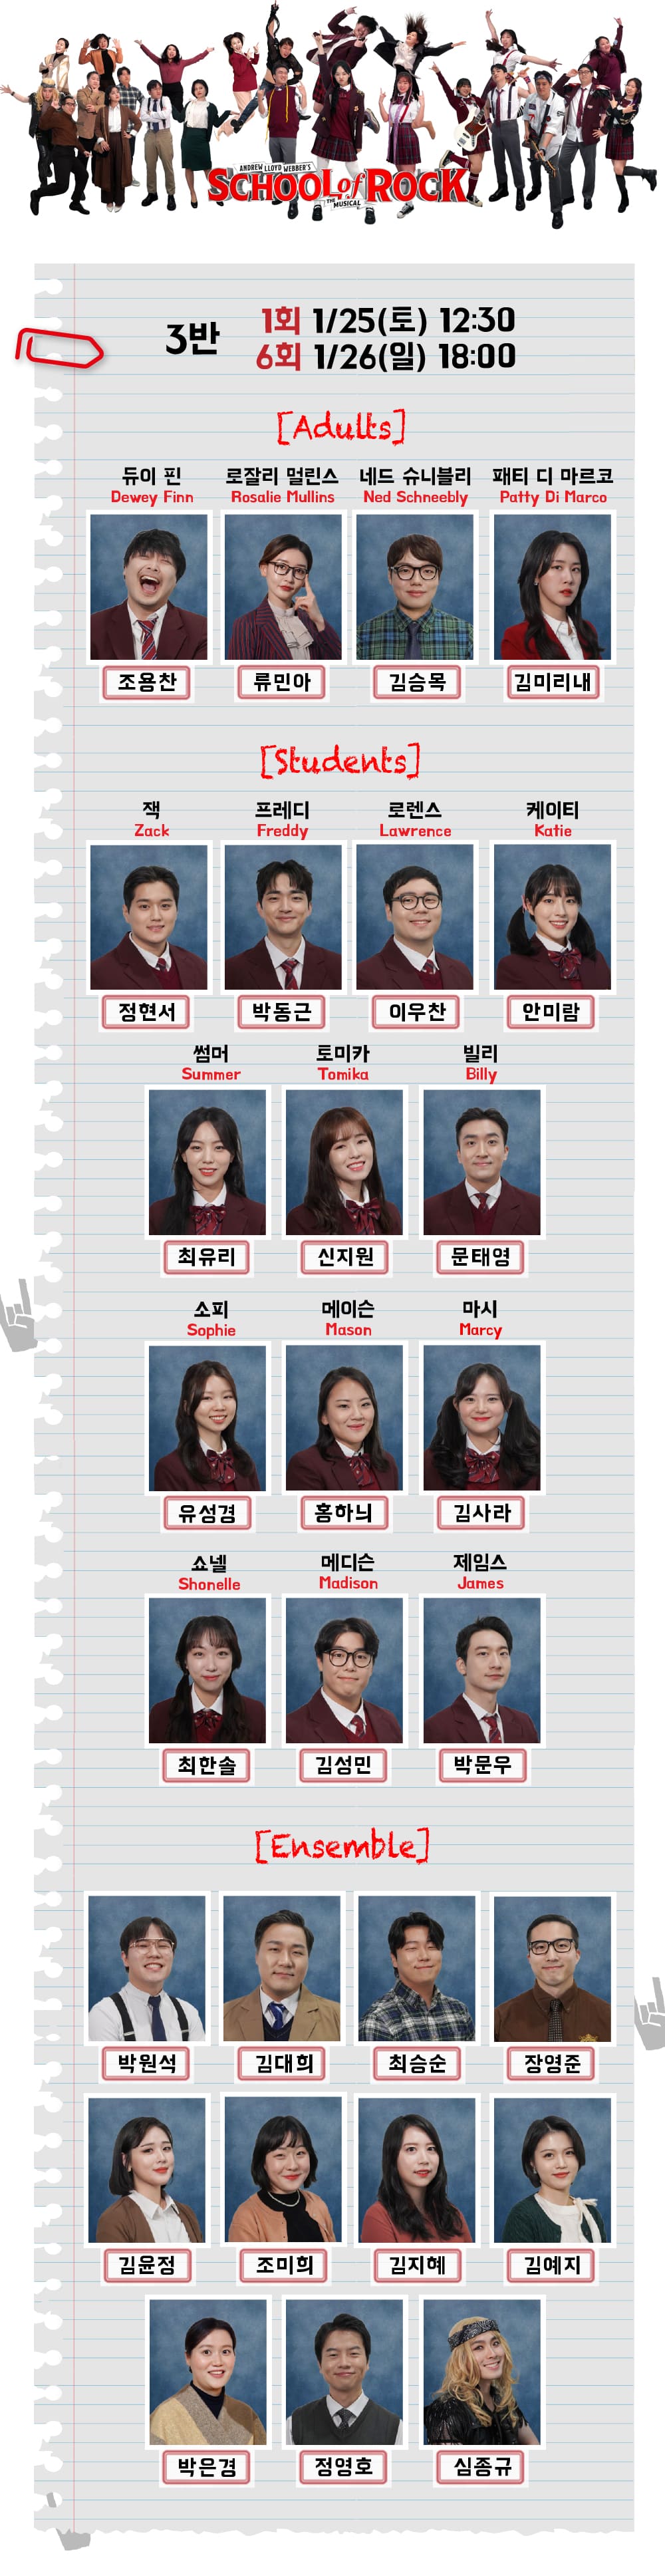 ANDREW LLOYD WEBBER'S
SCHOOL of ROCK
THE MUSICAL
3반
1회 1/25(토) 12:30
6회 1/26(일) 18:00
[Adults]
듀이 핀 로잘리 멀린스 네드 슈니블리 패티 디 마르코
Dewey Finn Rosalie Mullins Ned Schneebly Patty Di Marco
조용찬 류민아 김승목 김미리내
[Students]
잭 프레디 로렌스 케이티
Zack Freddy Lawrence Katie
정현서 박동근 이우찬 안미람
썸머 토미카 빌리
Summer Tomika Billy
최유리 신지원 문태영
소피 메이슨 마시
Sophie Mason Marcy
유성경 홍하늬 김사라
쇼넬 메디슨 제임스
Shonelle Madison James
최한솔 김성민 박문우
[Ensemble]
박원석 김대희 최승순 장영준
김윤정 조미희 김지혜 김예지
박은경 정영호 심종규